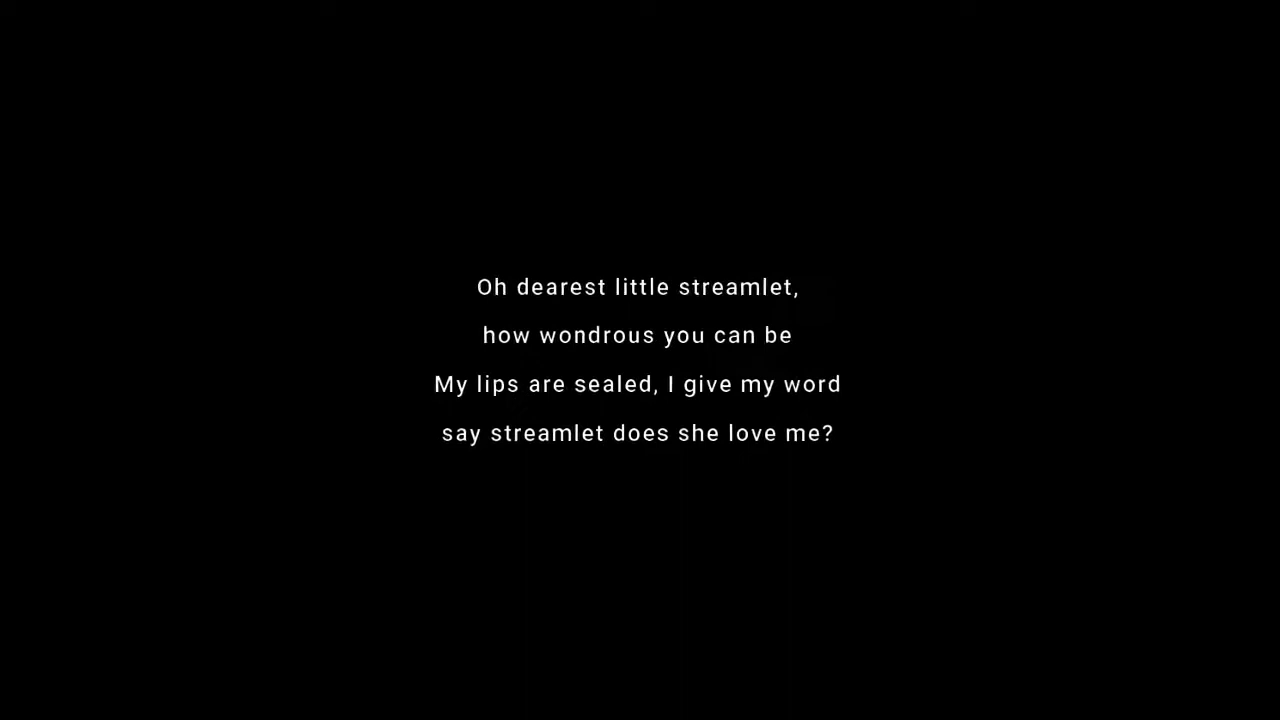 Oh dearest little streamlet,
how wondrous you can be
My lips are sealed, I give my word
say streamlet does she love me?